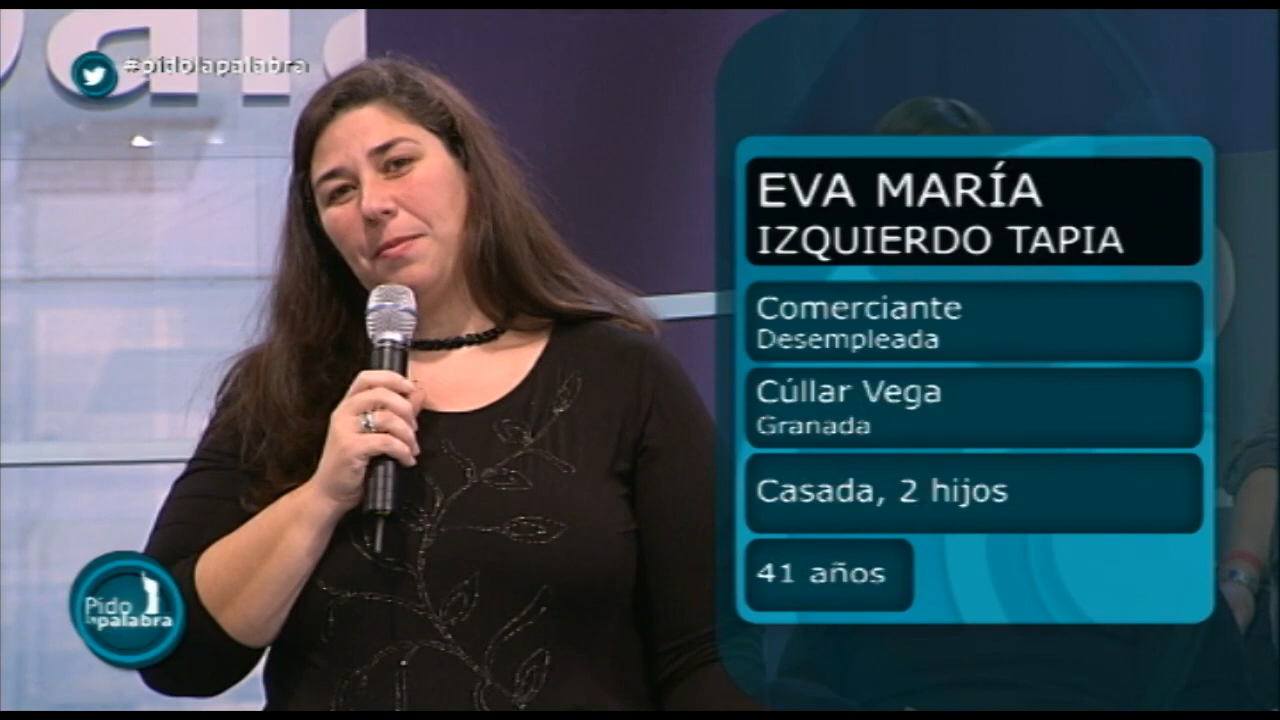 #pidolapalabra
EVA MARÍA
IZQUIERDO TAPIA
Comerciante
Desempleada
Cúllar Vega
Granada
Casada, 2 hijos
41 años
Pido
la palabra